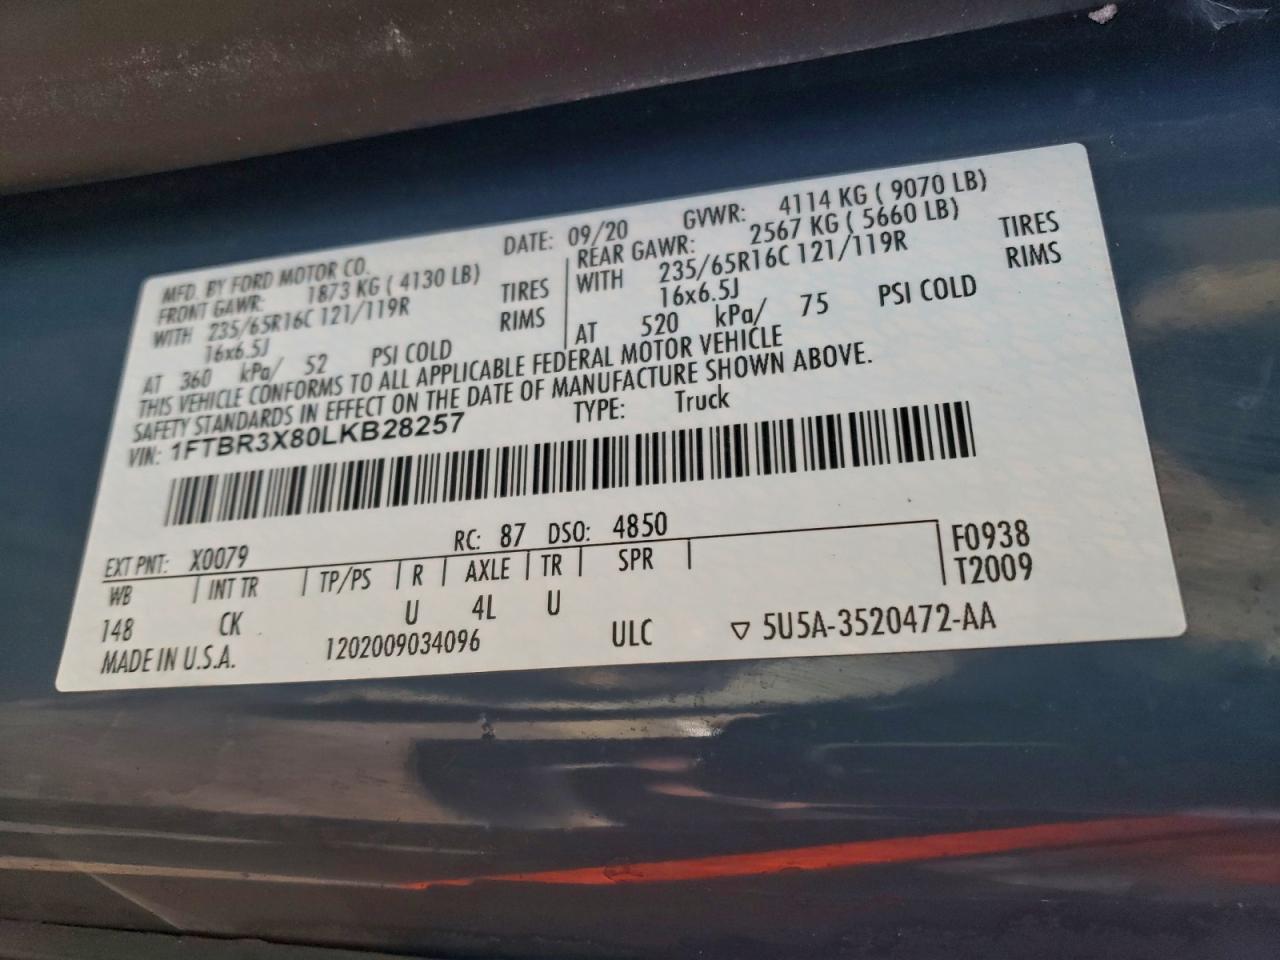 MFD. BY FORD MOTOR CO.
DATE: 09/20 GVWR: 4114 KG ( 9070 LB)
FRONT GAWR: 1873 KG ( 4130 LB)
REAR GAWR: 2567 KG ( 5660 LB)
WITH 235/65R16C 121/119R TIRES
WITH 235/65R16C 121/119R TIRES
16x6.5J RIMS
16x6.5J RIMS
AT 360 kPa/ 52 PSI COLD
AT 520 kPa/ 75 PSI COLD
THIS VEHICLE CONFORMS TO ALL APPLICABLE FEDERAL MOTOR VEHICLE
SAFETY STANDARDS IN EFFECT ON THE DATE OF MANUFACTURE SHOWN ABOVE.
VIN: 1FTBR3X80LKB28257 TYPE: Truck
EXT PNT: X0079 RC: 87 DSO: 4850
WB INT TR TP/PS R AXLE TR SPR F0938
148 CK U 4L U T2009
MADE IN U.S.A. 1202009034096 ULC ▽ 5U5A-3520472-AA